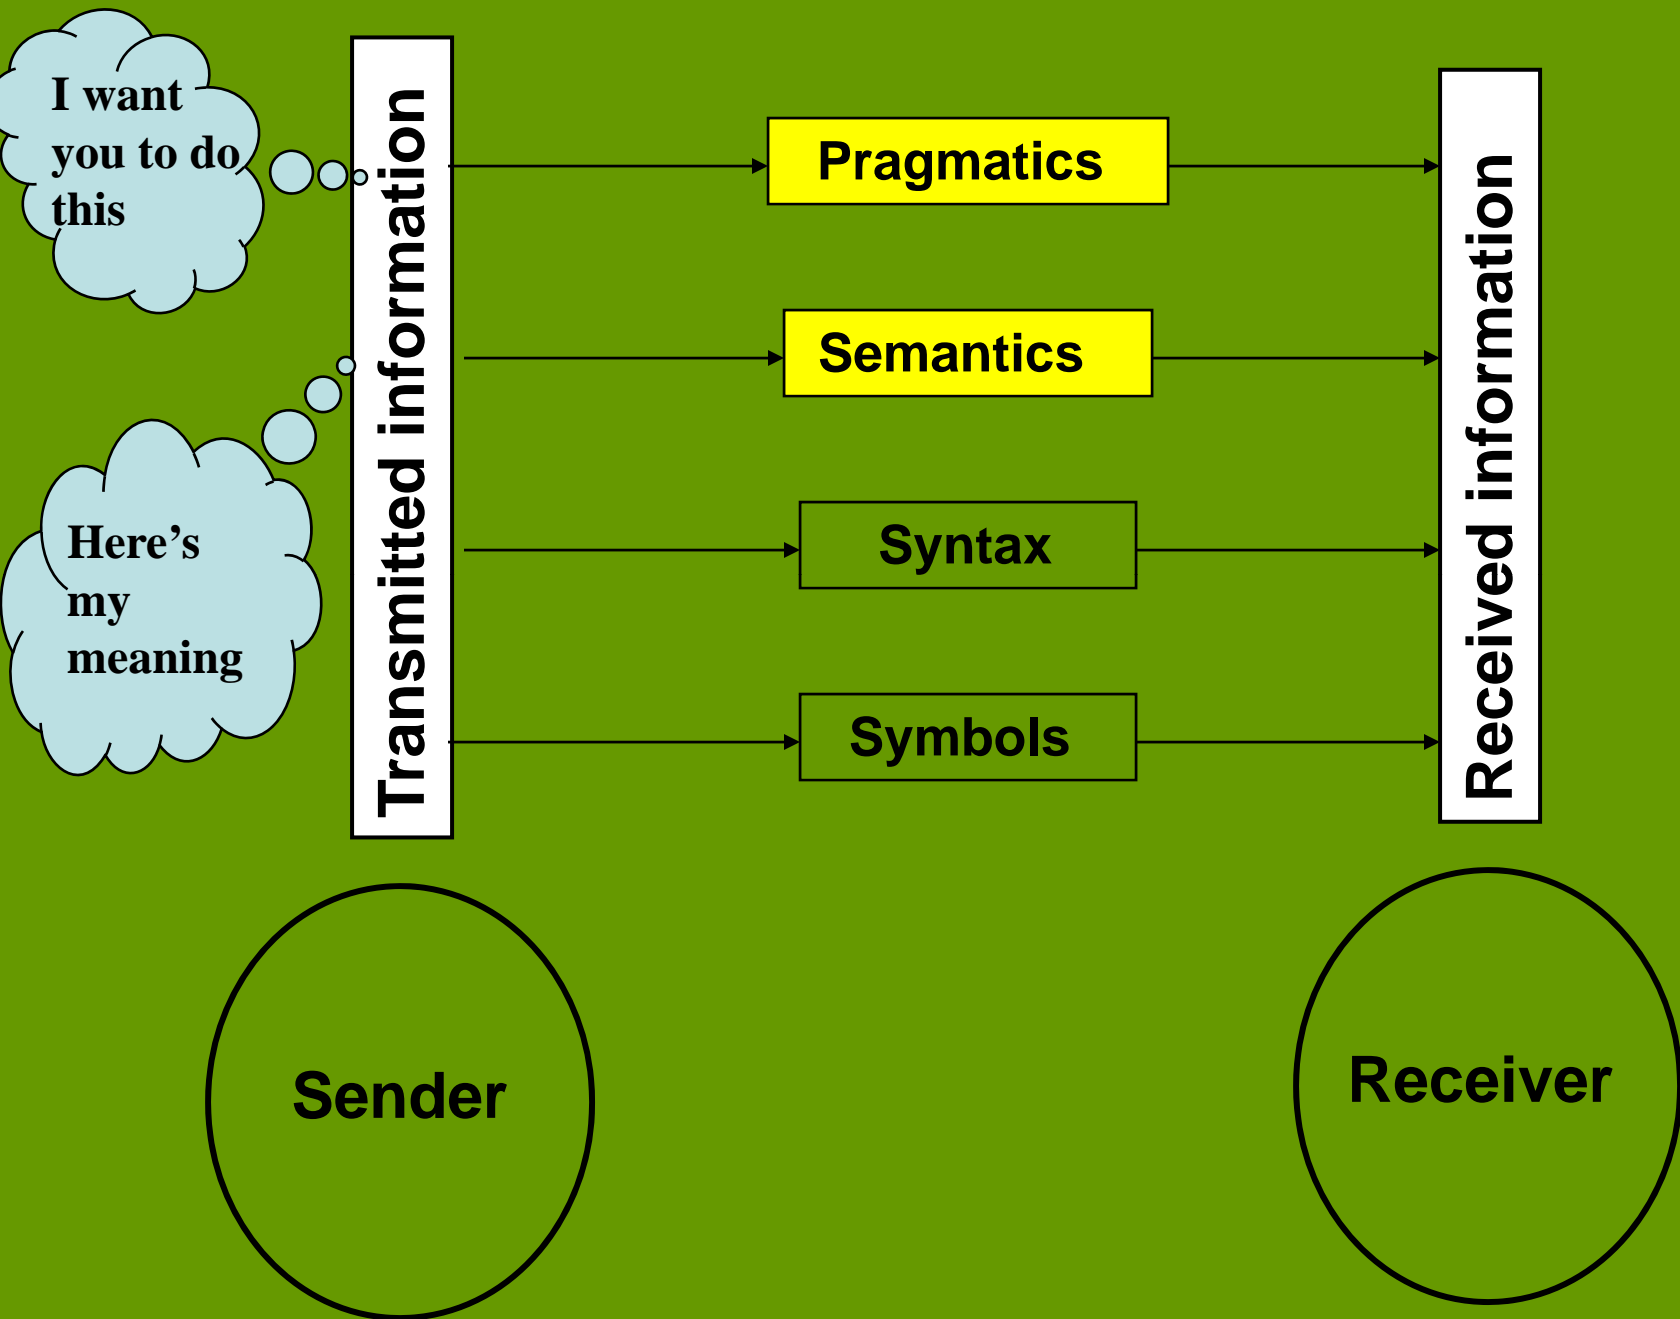 I want
you to do
this
Transmitted information
Pragmatics
Semantics
Syntax
Symbols
Received information
Here’s
my
meaning
Sender
Receiver